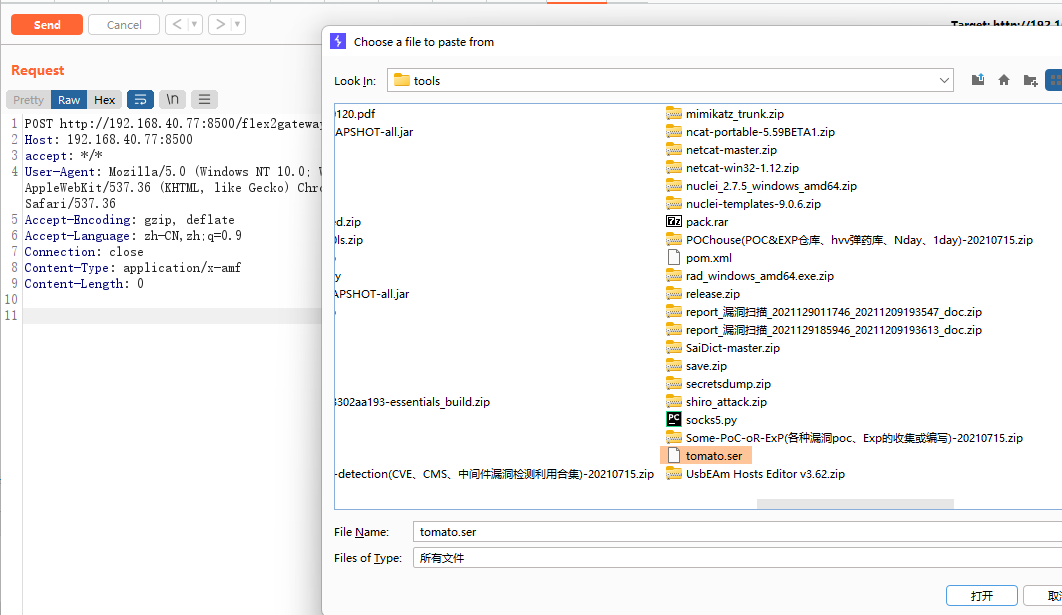 Send
Cancel
<
>
Target: http://192.1
Request
Pretty
Raw
Hex
\n
1 POST http://192.168.40.77:8500/flex2gateway
2 Host: 192.168.40.77:8500
3 accept: */*
4 User-Agent: Mozilla/5.0 (Windows NT 10.0;
AppleWebKit/537.36 (KHTML, like Gecko) Chro
Safari/537.36
5 Accept-Encoding: gzip, deflate
6 Accept-Language: zh-CN,zh;q=0.9
7 Connection: close
8 Content-Type: application/x-amf
9 Content-Length: 0
10
11
Choose a file to paste from
Look In:
tools
120.pdf
APSHOT-all.jar
ed.zip
ls.zip
y
APSHOT-all.jar
3302aa193-essentials_build.zip
-detection(CVE、CMS、中间件漏洞检测利用合集)-20210715.zip
mimikatz_trunk.zip
ncat-portable-5.59BETA1.zip
netcat-master.zip
netcat-win32-1.12.zip
nuclei_2.7.5_windows_amd64.zip
nuclei-templates-9.0.6.zip
pack.rar
POChouse(POC&EXP仓库、hvv弹药库、Nday、1day)-20210715.zip
pom.xml
rad_windows_amd64.exe.zip
release.zip
report_漏洞扫描_2021129011746_20211209193547_doc.zip
report_漏洞扫描_2021129185946_20211209193613_doc.zip
SaiDict-master.zip
save.zip
secretsdump.zip
shiro_attack.zip
socks5.py
Some-PoC-oR-ExP(各种漏洞poc、Exp的收集或编写)-20210715.zip
tomato.ser
UsbEAm Hosts Editor v3.62.zip
File Name:
tomato.ser
Files of Type:
所有文件
打开
取